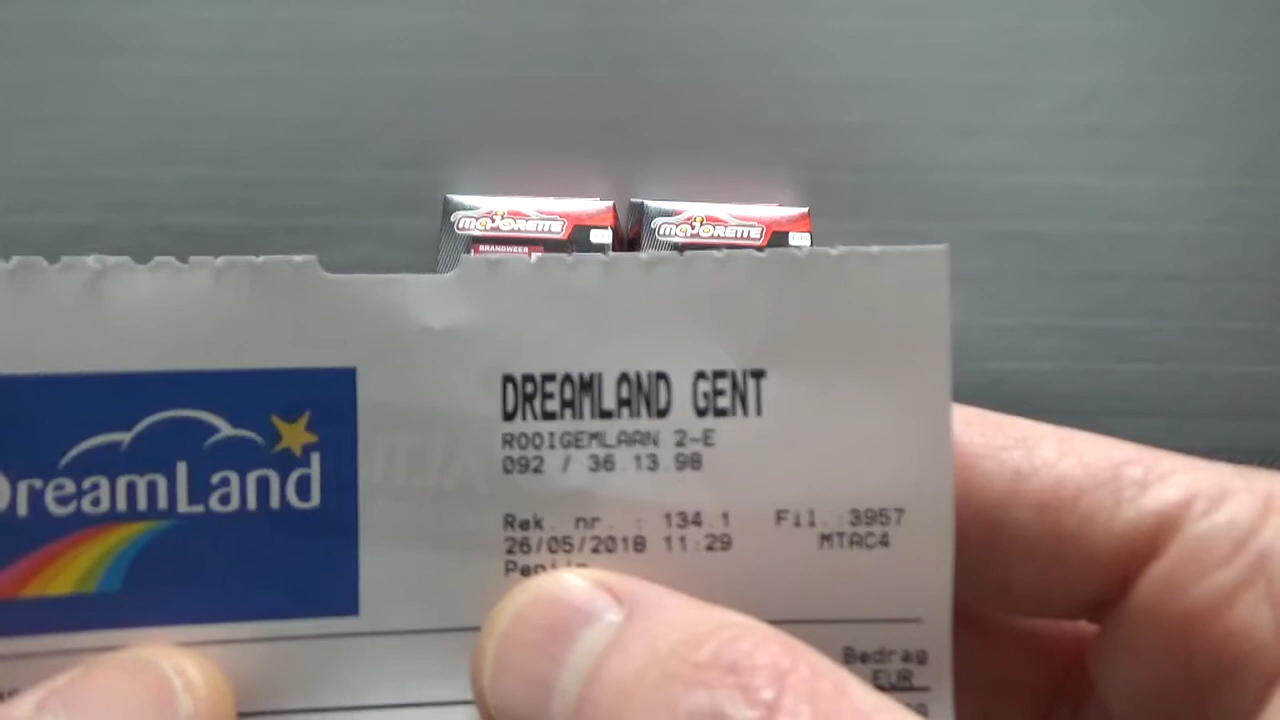 majorette
majorette
BRANDWEER
DREAMLAND GENT
ROOIGEMLAAN 2-E
092 / 36.13.98
DreamLand
Rek. nr. : 134.1 Fil. :3957
26/05/2018 11:29 MTAC4
Bedrag
EUR